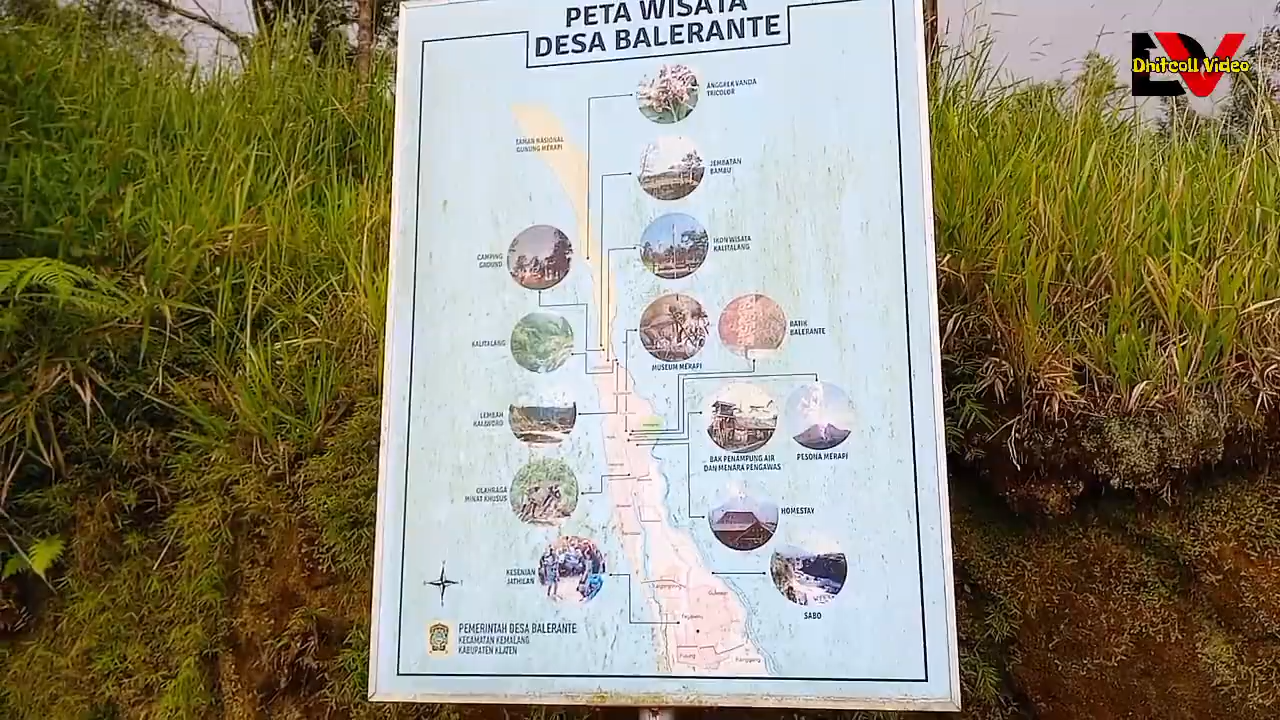 PETA WISATA
DESA BALERANTE
Dhitcoll Video
ANGGREK VANDA
TRICOLOR
TAMAN NASIONAL
GUNUNG MERAPI
JEMBATAN
BAMBU
IKON WISATA
KALITALANG
CAMPING
GROUND
KALITALANG
MUSEUM MERAPI
BATIK
BALERANTE
LEMBAH
KALIWORO
BAK PENAMPUNG AIR
DAN MENARA PENGAWAS
PESONA MERAPI
OLAHRAGA
MINAT KHUSUS
HOMESTAY
KESENIAN
JATHILAN
SABO
PEMERINTAH DESA BALERANTE
KECAMATAN KEMALANG
KABUPATEN KLATEN